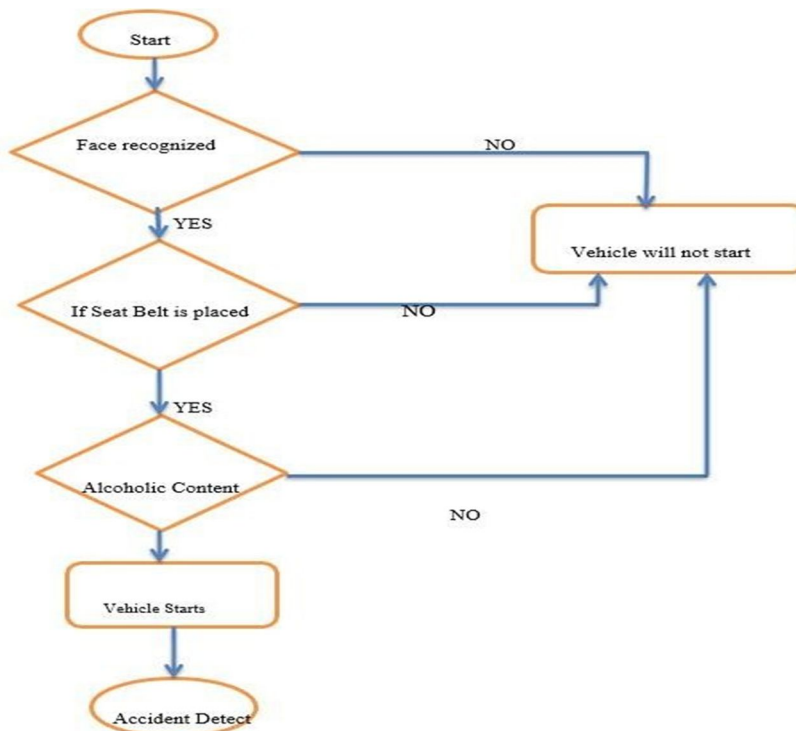 Start
Face recognized
NO
YES
Vehicle will not start
If Seat Belt is placed
NO
YES
Alcoholic Content
NO
Vehicle Starts
Accident Detect